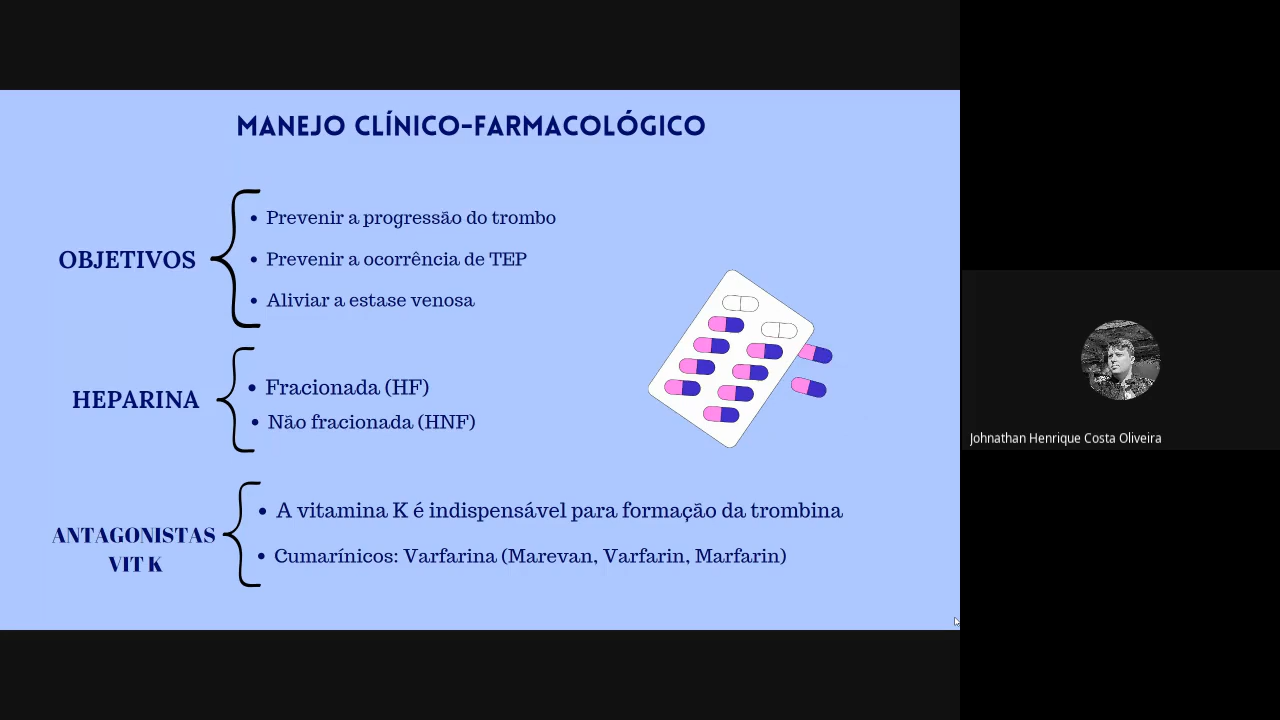 MANEJO CLÍNICO-FARMACOLÓGICO
OBJETIVOS
• Prevenir a progressão do trombo
• Prevenir a ocorrência de TEP
• Aliviar a estase venosa
HEPARINA
• Fracionada (HF)
• Não fracionada (HNF)
ANTAGONISTAS
VIT K
• A vitamina K é indispensável para formação da trombina
• Cumarínicos: Varfarina (Marevan, Varfarin, Marfarin)
Johnathan Henrique Costa Oliveira